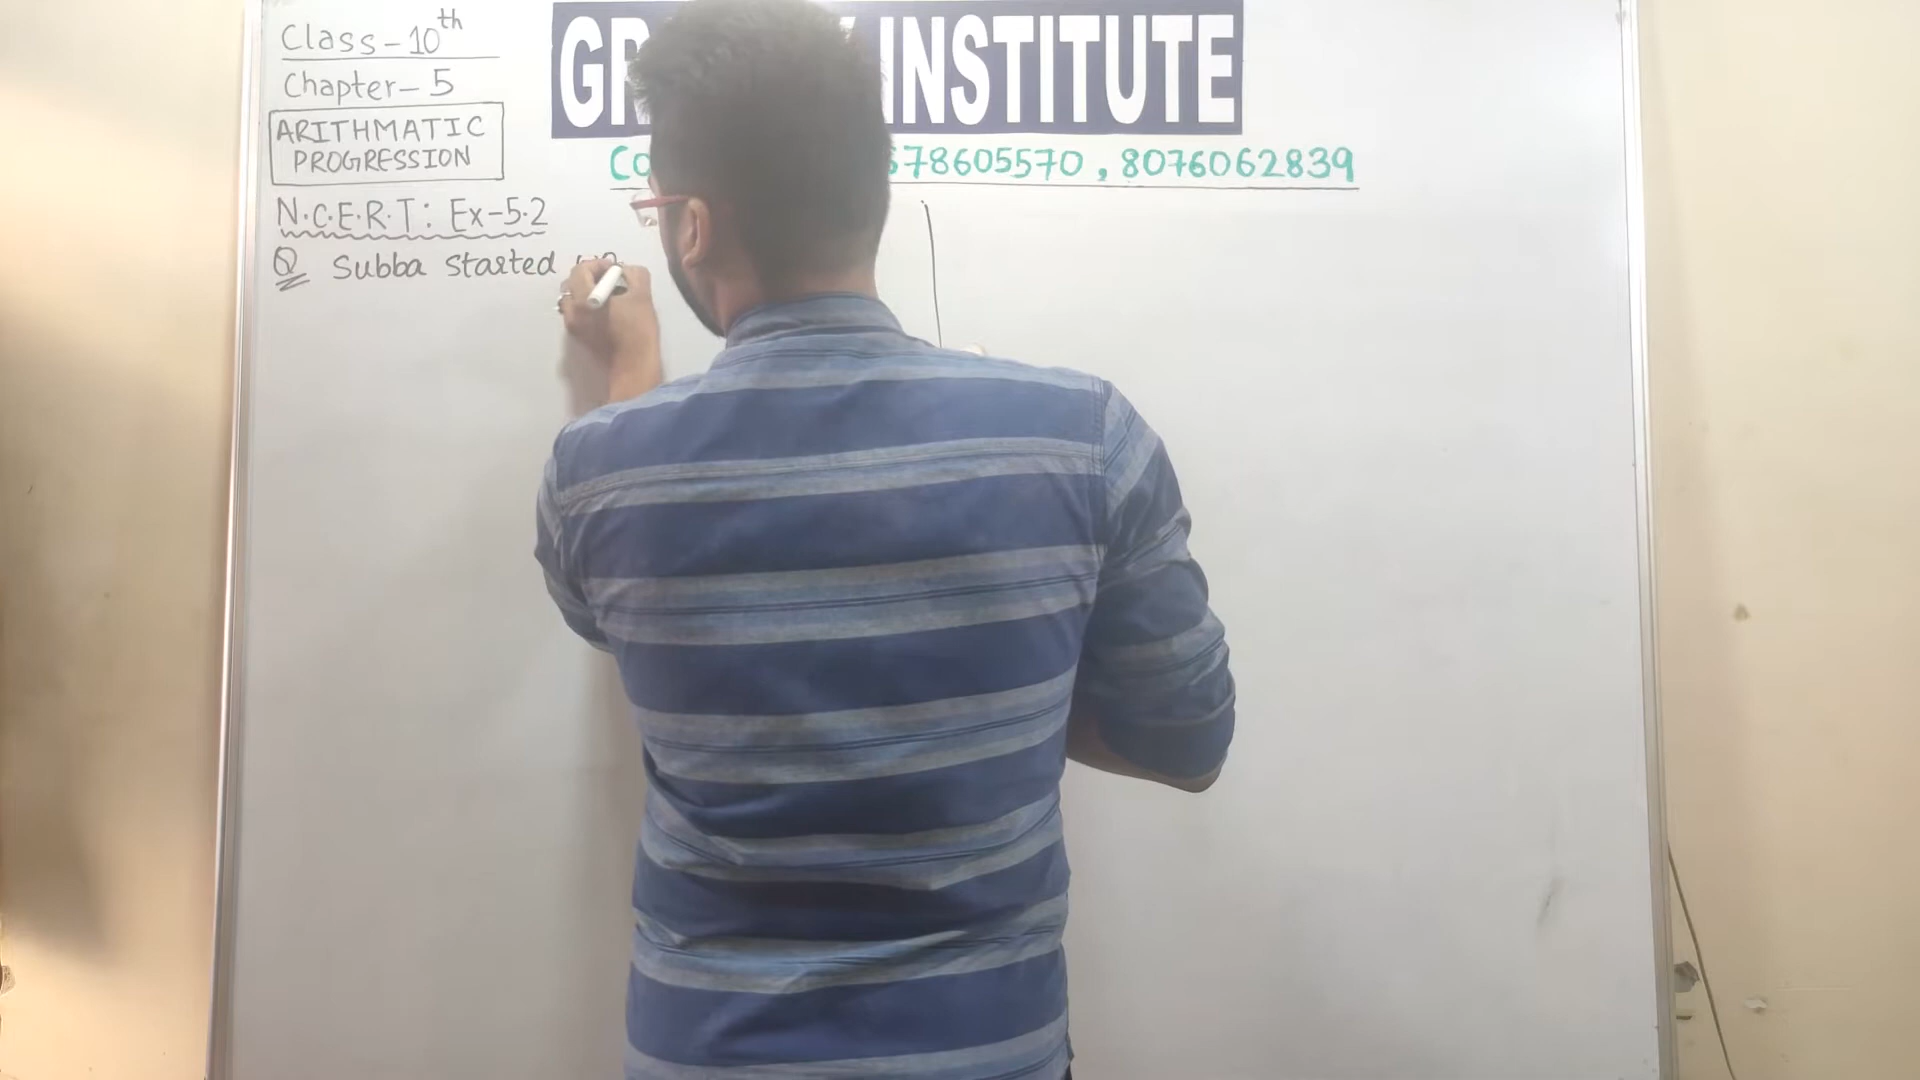 Class-10th
Chapter-5
ARITHMATIC
PROGRESSION
N.C.E.R.T: Ex-5.2
Q Subba started
INSTITUTE
78605570, 8076062839